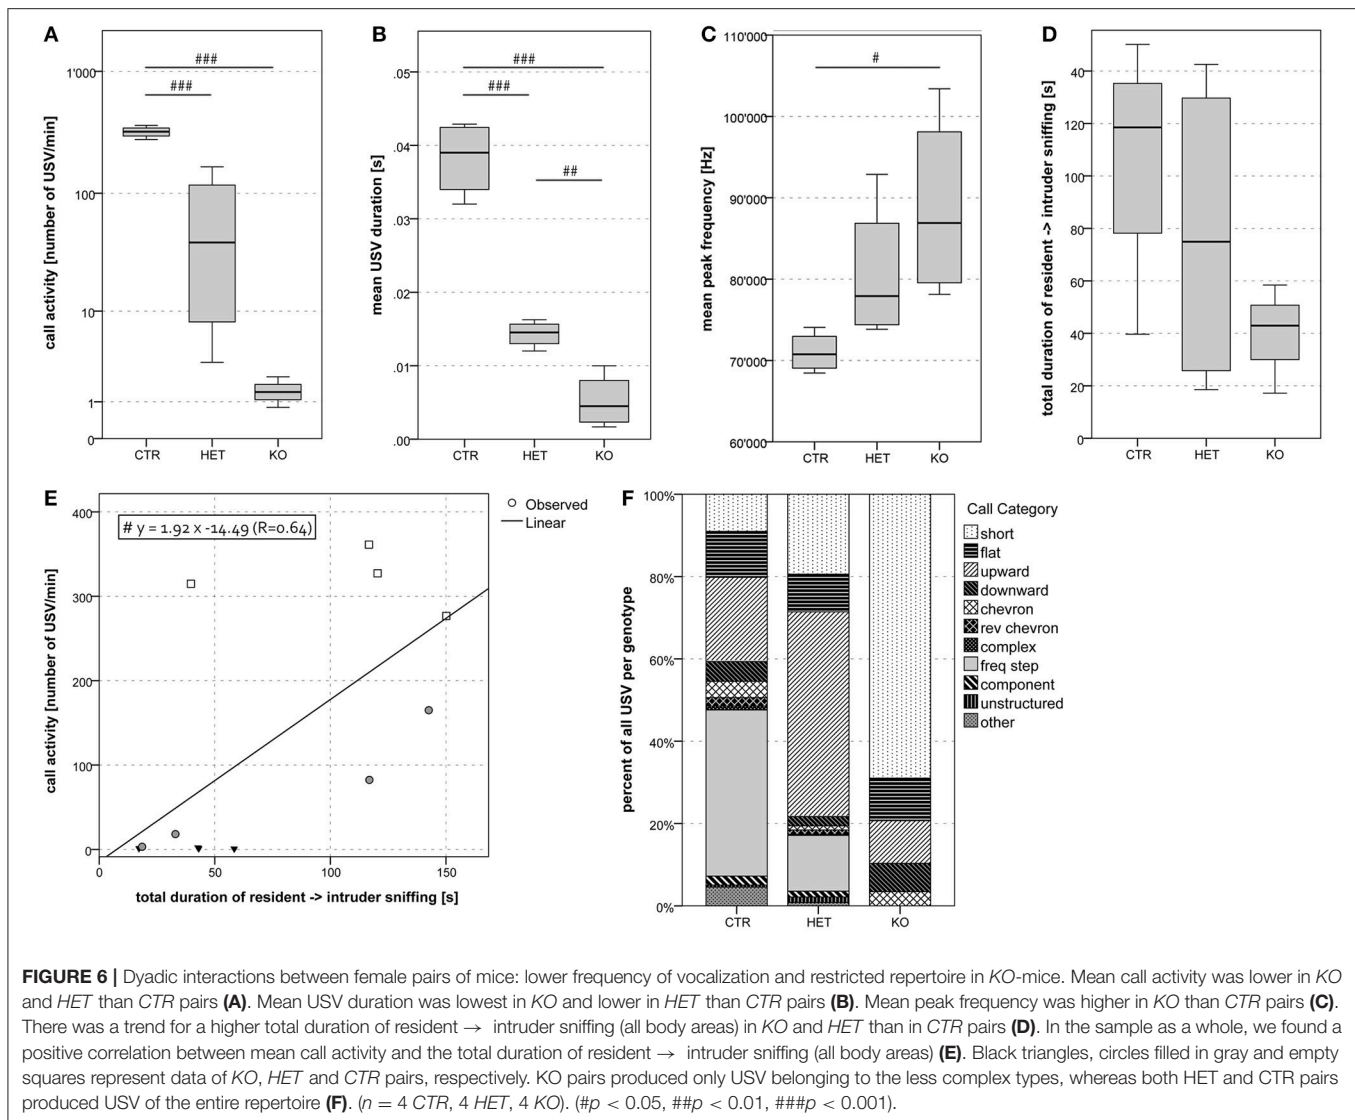 A
B
C
D
call activity [number of USV/min]
1'000
100
10
1
0
###
###
CTR
HET
KO
mean USV duration [s]
.05
.04
.03
.02
.01
.00
###
###
##
CTR
HET
KO
mean peak frequency [Hz]
110'000
100'000
90'000
80'000
70'000
60'000
#
CTR
HET
KO
total duration of resident -> intruder sniffing [s]
40
120
100
80
60
40
20
0
CTR
HET
KO
E
call activity [number of USV/min]
400
300
200
100
0
# y = 1.92 x -14.49 (R=0.64)
Observed
Linear
0
50
100
150
total duration of resident -> intruder sniffing [s]
F
percent of all USV per genotype
100%
80%
60%
40%
20%
0%
CTR
HET
KO
Call Category
short
flat
upward
downward
chevron
rev chevron
complex
freq step
component
unstructured
other
FIGURE 6 | Dyadic interactions between female pairs of mice: lower frequency of vocalization and restricted repertoire in KO-mice. Mean call activity was lower in KO
and HET than CTR pairs (A). Mean USV duration was lowest in KO and lower in HET than CTR pairs (B). Mean peak frequency was higher in KO than CTR pairs (C).
There was a trend for a higher total duration of resident → intruder sniffing (all body areas) in KO and HET than in CTR pairs (D). In the sample as a whole, we found a
positive correlation between mean call activity and the total duration of resident → intruder sniffing (all body areas) (E). Black triangles, circles filled in gray and empty
squares represent data of KO, HET and CTR pairs, respectively. KO pairs produced only USV belonging to the less complex types, whereas both HET and CTR pairs
produced USV of the entire repertoire (F). (n = 4 CTR, 4 HET, 4 KO). (#p < 0.05, ##p < 0.01, ###p < 0.001).